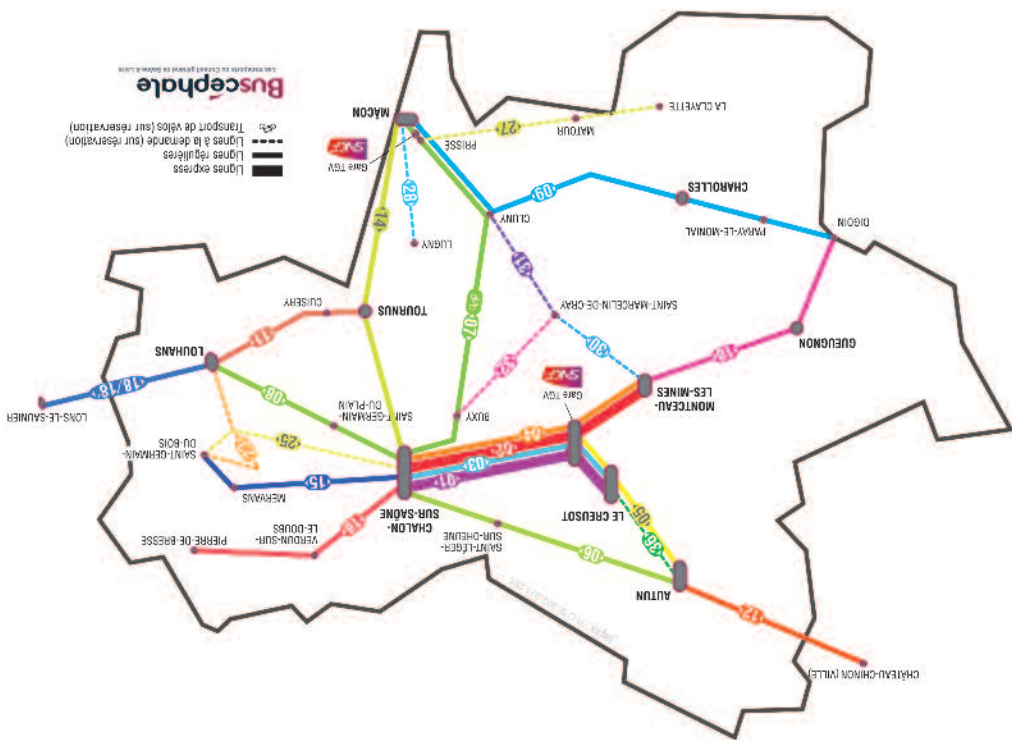 CHÂTEAU-CHINON (VILLE)
12
AUTUN
06
36
05
SAINT-LÉGER-
SUR-DHEUNE
VERDUN-SUR-
LE-DOUBS
PIERRE-DE-BRESSE
LE CREUSOT
CHALON-
SUR-SAÔNE
01
03
02
04
15
MERVANS
SAINT-GERMAIN-
DU-BOIS
25
Gare TGV
SNCF
MONTCEAU-
LES-MINES
BUXY
SAINT-GERMAIN-
DU-PLAIN
08
LONS-LE-SAUNIER
18/18
LOUHANS
GUEUGNON
30
32
SAINT-MARCELIN-DE-CRAY
07
TOURNUS
CUISERY
11
DIGOIN
PARAY-LE-MONIAL
CHAROLLES
09
31
CLUNY
LUGNY
28
14
LA CLAYETTE
MATOUR
27
PRISSÉ
Gare TGV
SNCF
MÂCON
Lignes express
Lignes régulières
Lignes à la demande (sur réservation)
Transport de vélos (sur réservation)
Buscéphale
Les transports du Conseil général de Saône & Loire